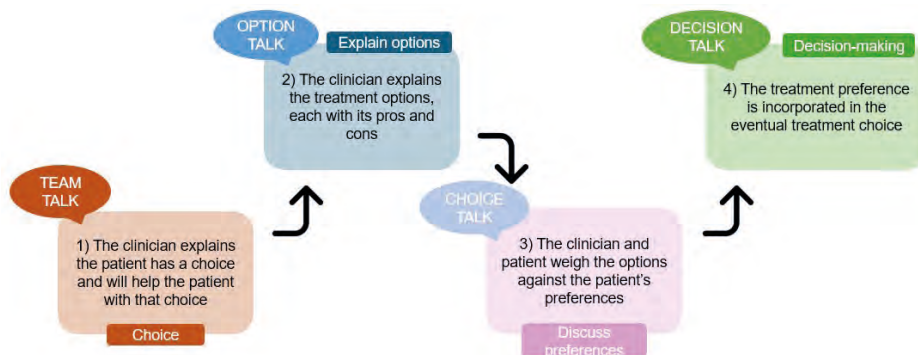 TEAM
TALK
1) The clinician explains
the patient has a choice
and will help the patient
with that choice
Choice
OPTION
TALK
Explain options
2) The clinician explains
the treatment options,
each with its pros and
cons
CHOICE
TALK
3) The clinician and
patient weigh the options
against the patient's
preferences
Discuss
preferences
DECISION
TALK
Decision-making
4) The treatment preference
is incorporated in the
eventual treatment choice